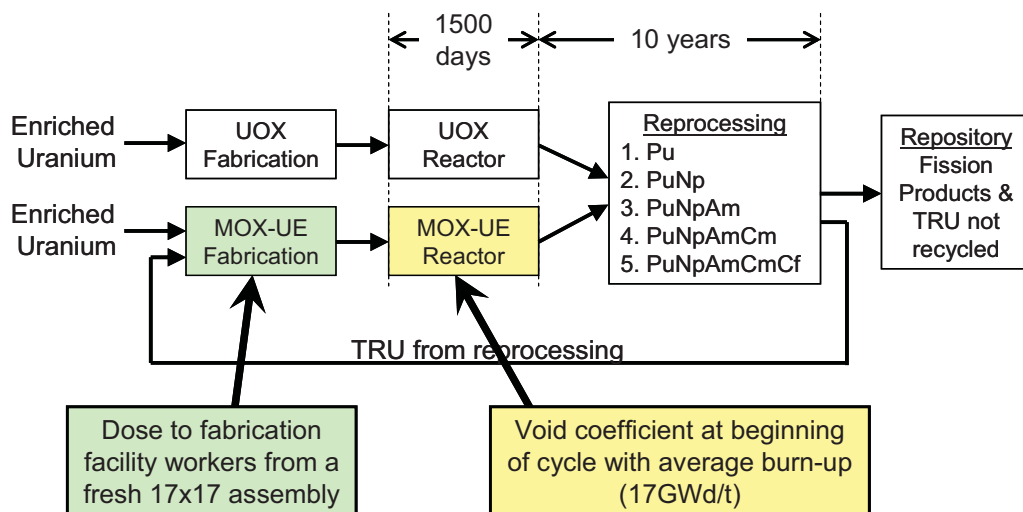 1500
days
10 years
Enriched
Uranium
UOX
Fabrication
UOX
Reactor
Reprocessing
1. Pu
2. PuNp
3. PuNpAm
4. PuNpAmCm
5. PuNpAmCmCf
Repository
Fission
Products &
TRU not
recycled
Enriched
Uranium
MOX-UE
Fabrication
MOX-UE
Reactor
TRU from reprocessing
Dose to fabrication
facility workers from a
fresh 17x17 assembly
Void coefficient at beginning
of cycle with average burn-up
(17GWd/t)